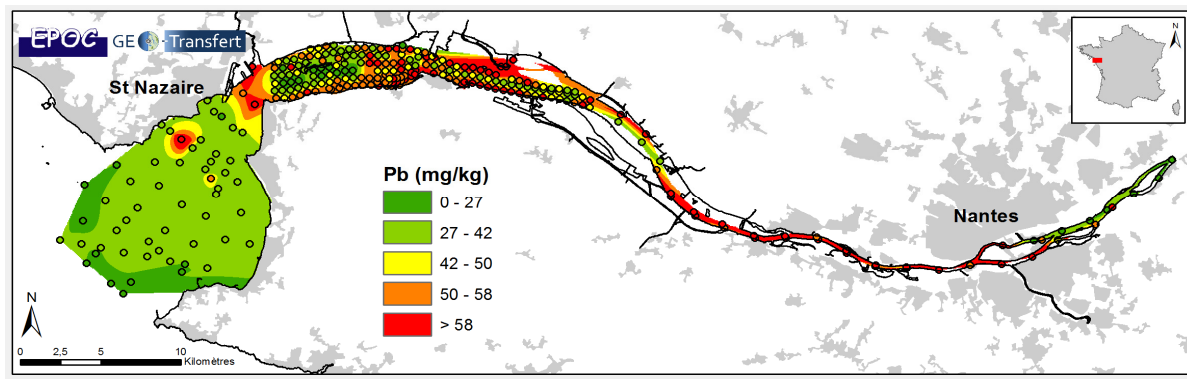 EPOC GEO-Transfert
N
St Nazaire
Pb (mg/kg)
0 - 27
27 - 42
42 - 50
50 - 58
> 58
Nantes
N
0 2,5 5 10
Kilomètres